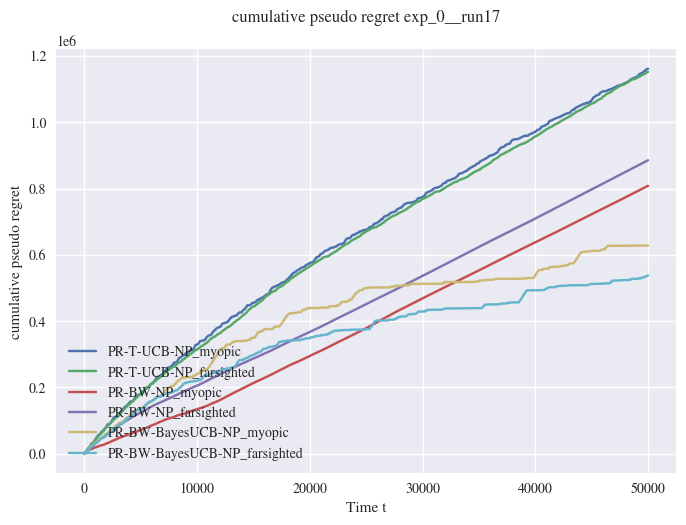 cumulative pseudo regret exp_0__run17
1e6
1.2
1.0
0.8
0.6
0.4
0.2
0.0
cumulative pseudo regret
PR-T-UCB-NP_myopic
PR-T-UCB-NP_farsighted
PR-BW-NP_myopic
PR-BW-NP_farsighted
PR-BW-BayesUCB-NP_myopic
PR-BW-BayesUCB-NP_farsighted
0 10000 20000 30000 40000 50000
Time t